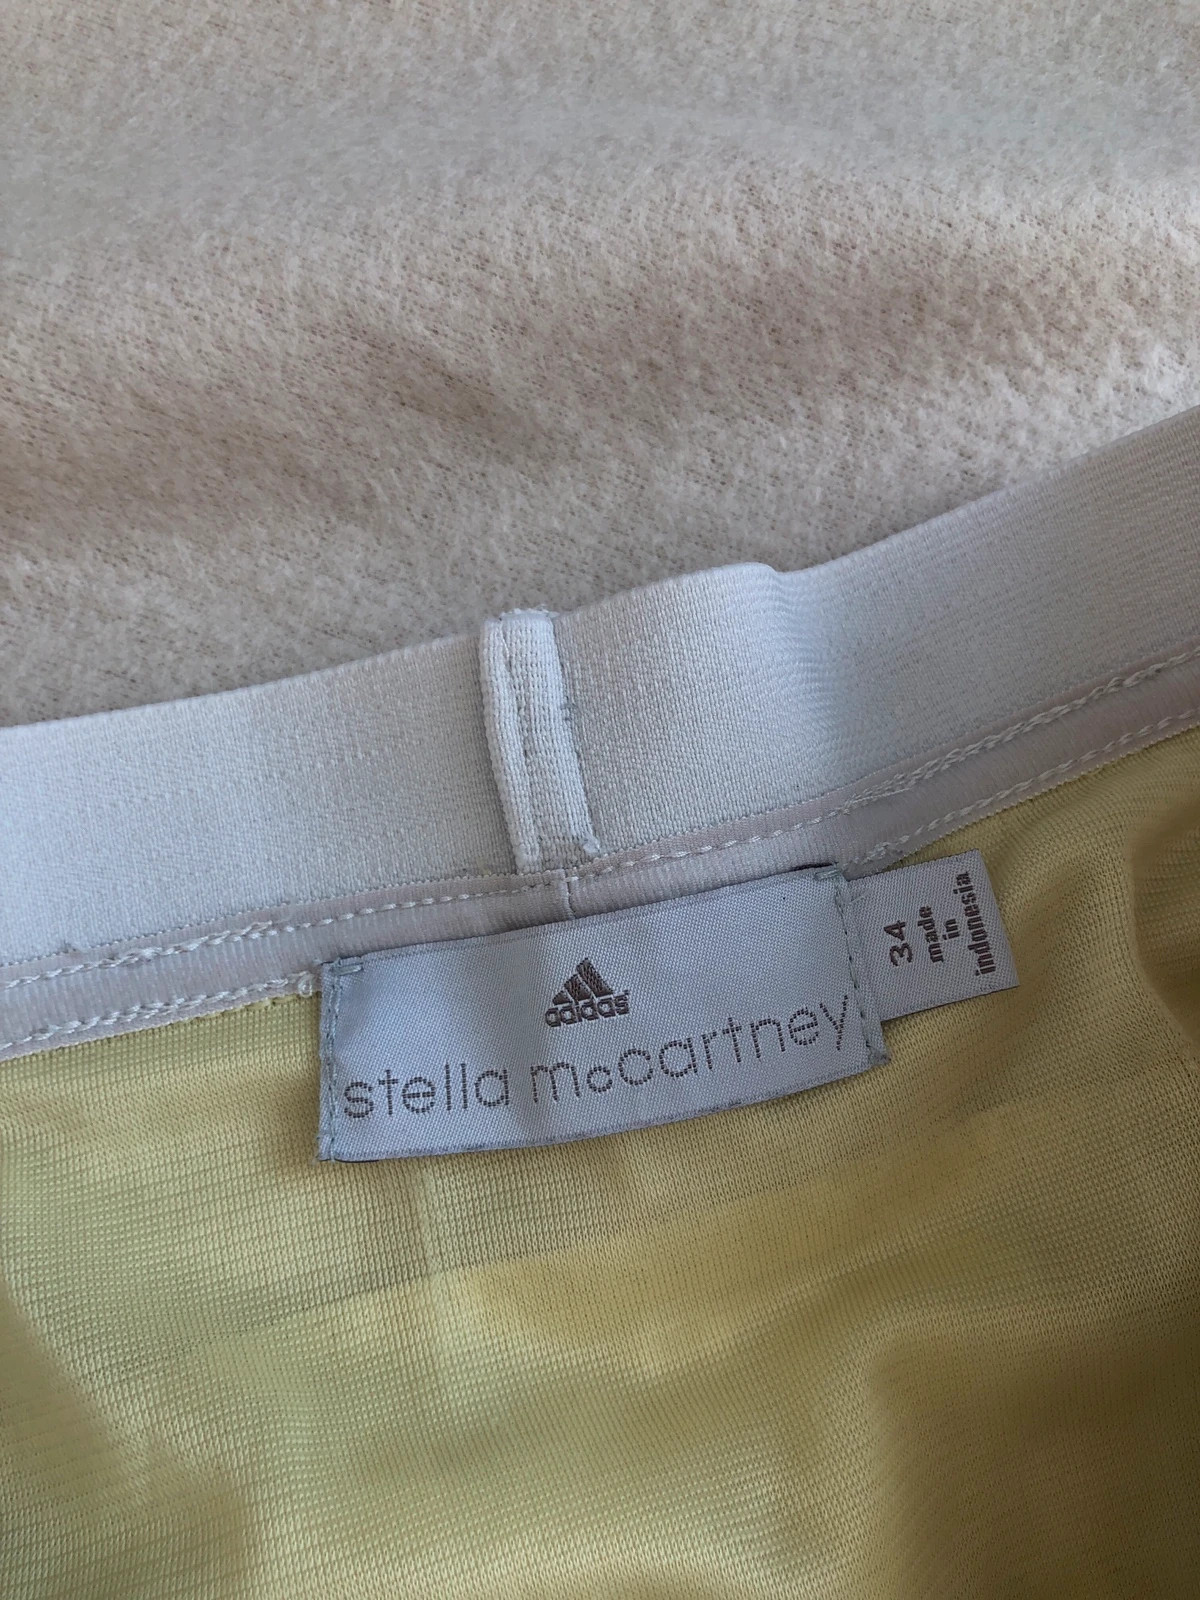 adidas
stella mccartney
34
made
in
indonesia